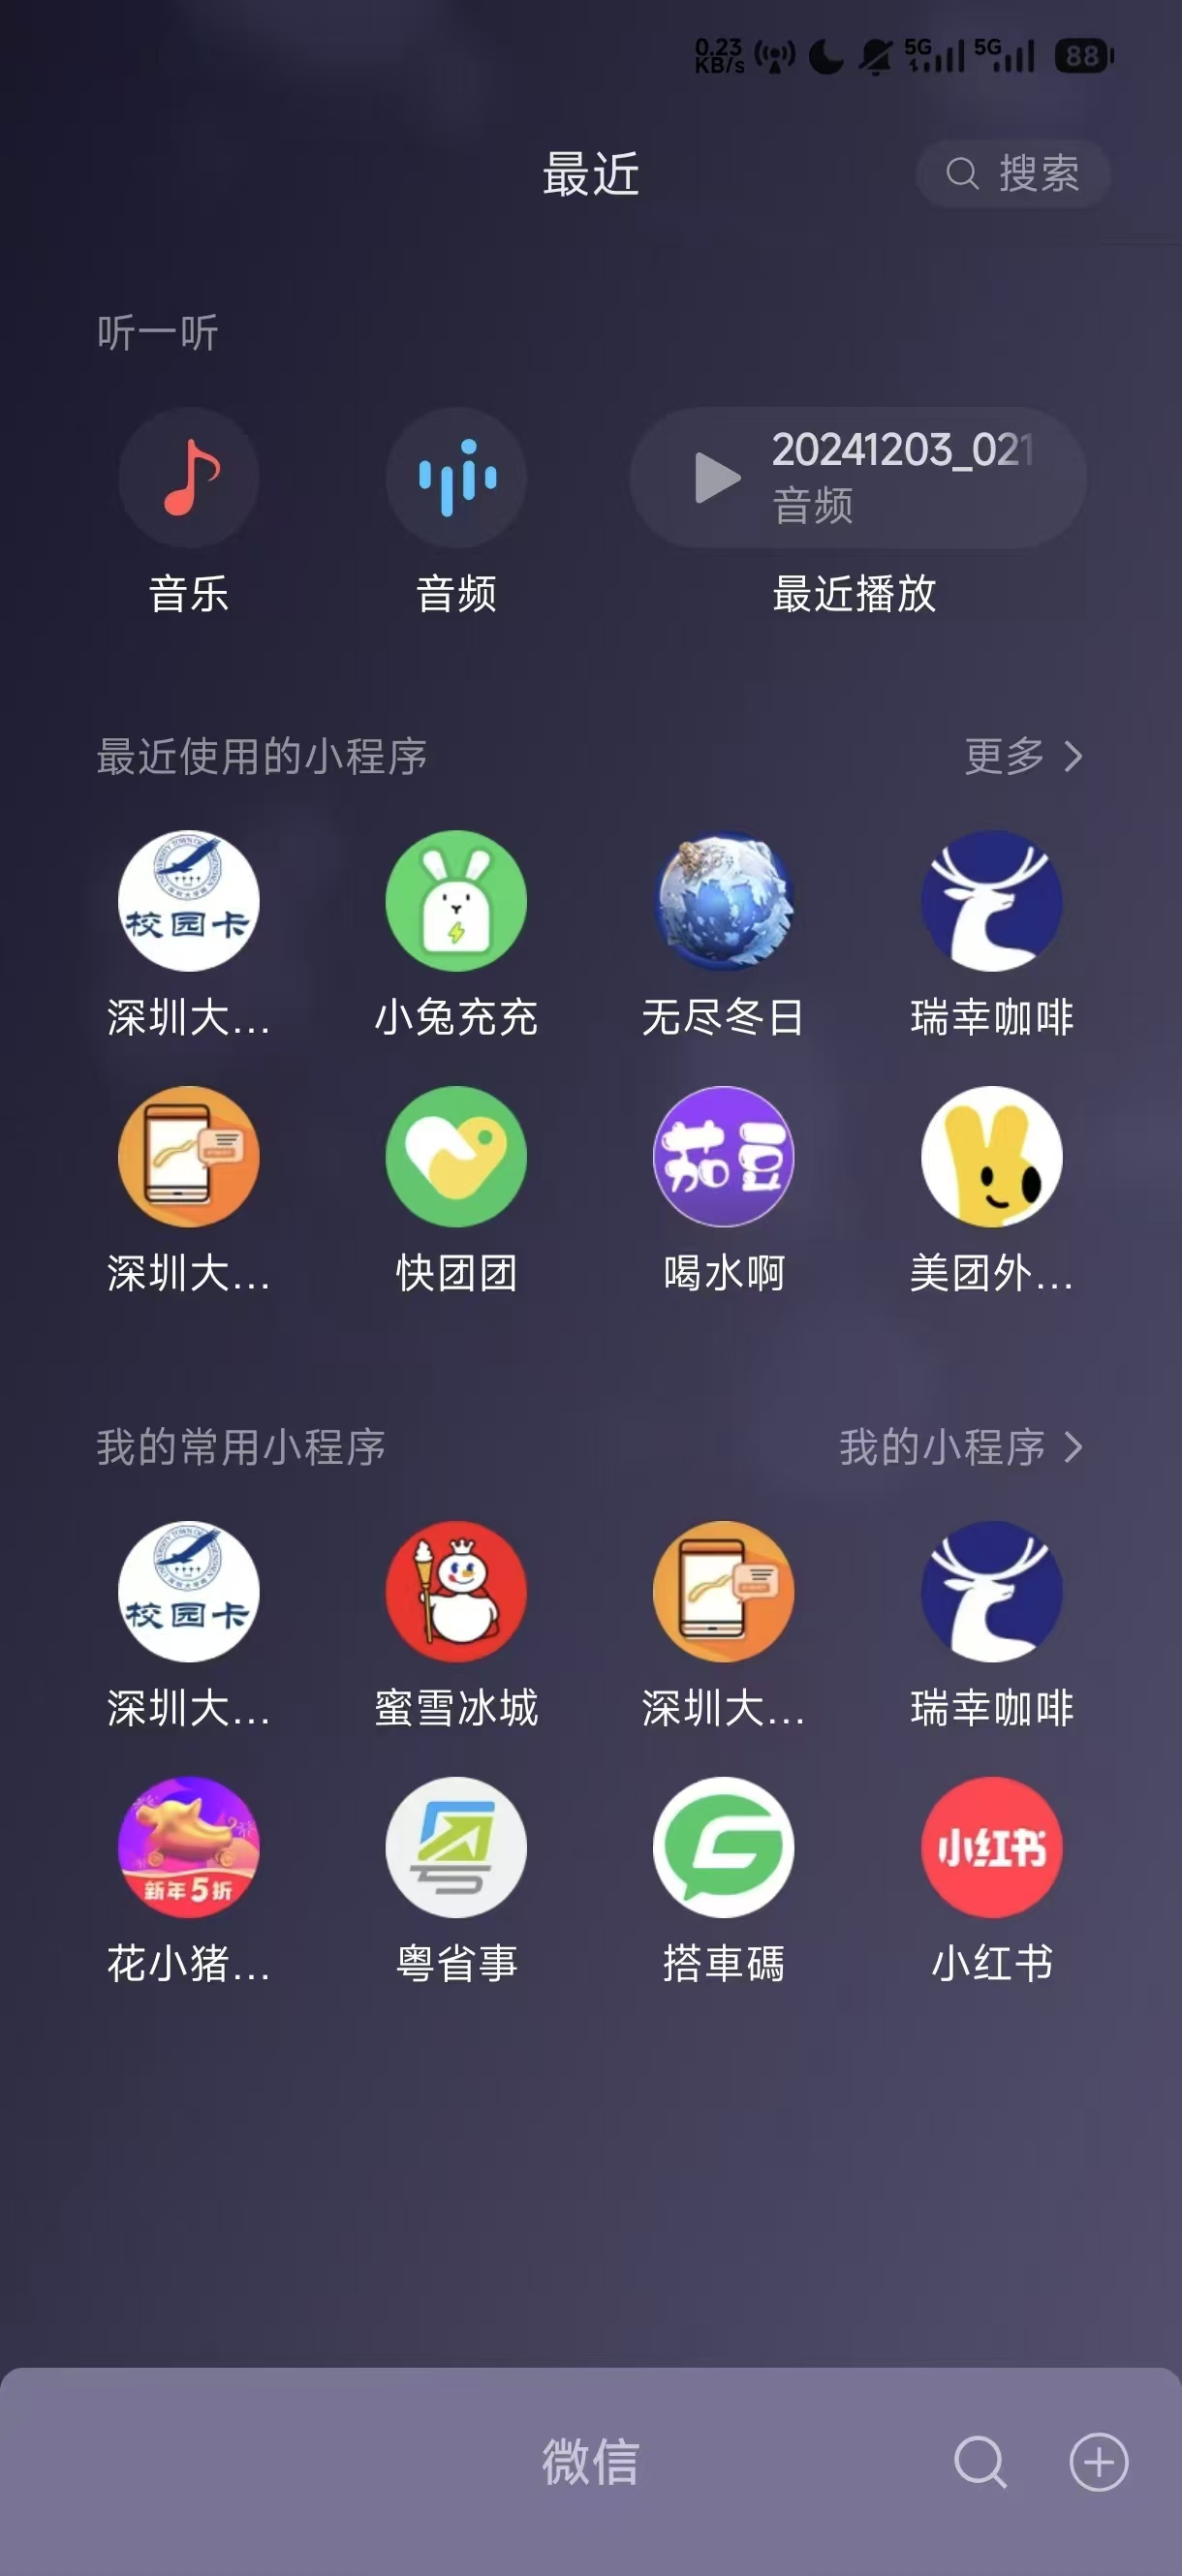 0.23
KB/s
5G
5G
88
最近
搜索
听一听
20241203_021
音频
音乐
音频
最近播放
最近使用的小程序
更多
校园卡
深圳大...
小兔充充
无尽冬日
瑞幸咖啡
茄豆
深圳大...
快团团
喝水啊
美团外...
我的常用小程序
我的小程序
校园卡
深圳大...
蜜雪冰城
深圳大...
瑞幸咖啡
新年5折
小红书
花小猪...
粤省事
搭車碼
小红书
微信